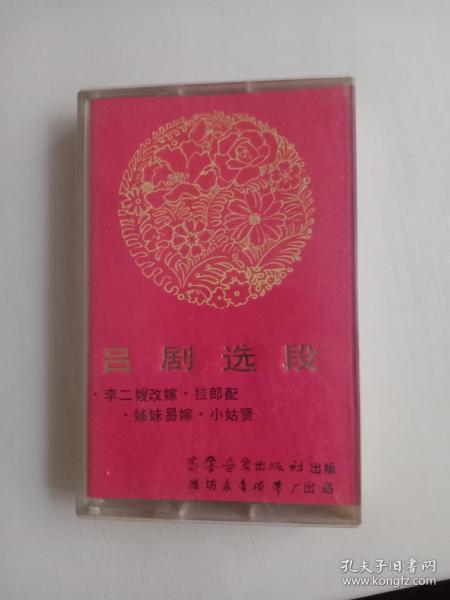 吕剧选段
·李二嫂改嫁·拉郎配
·姊妹易嫁·小姑贤
齐鲁音像出版社出版
潍坊录音磁带厂出品
孔夫子旧书网
www.kongfz.com